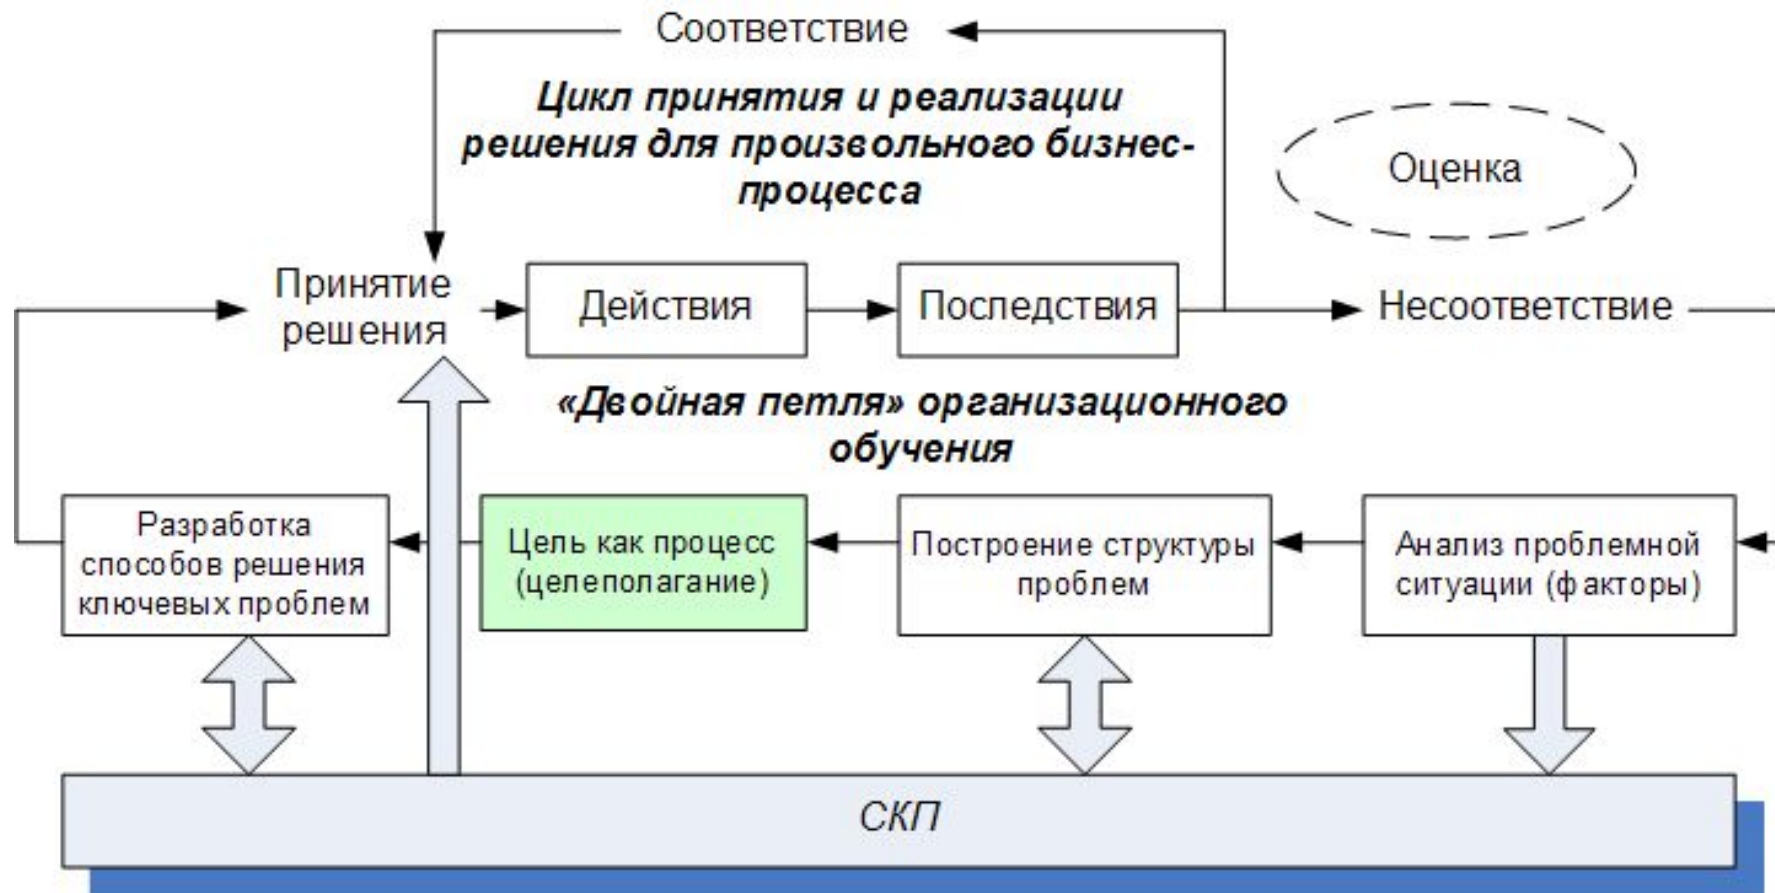 Соответствие
Цикл принятия и реализации
решения для произвольного бизнес-
процесса
Оценка
Принятие
решения
Действия
Последствия
Несоответствие
«Двойная петля» организационного
обучения
Разработка
способов решения
ключевых проблем
Цель как процесс
(целеполагание)
Построение структуры
проблем
Анализ проблемной
ситуации (факторы)
СКП